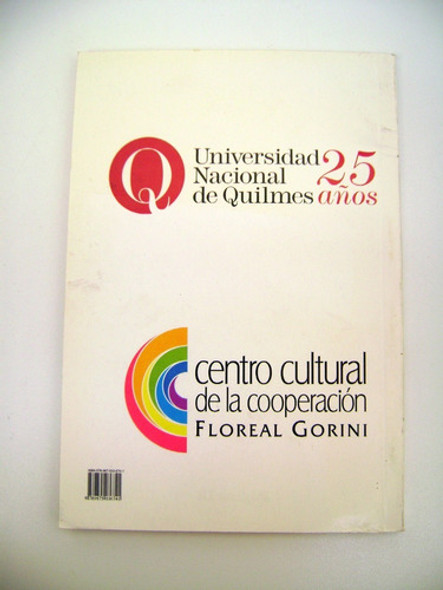 Q
Universidad
Nacional
de Quilmes
25
años
centro cultural
de la cooperación
FLOREAL GORINI